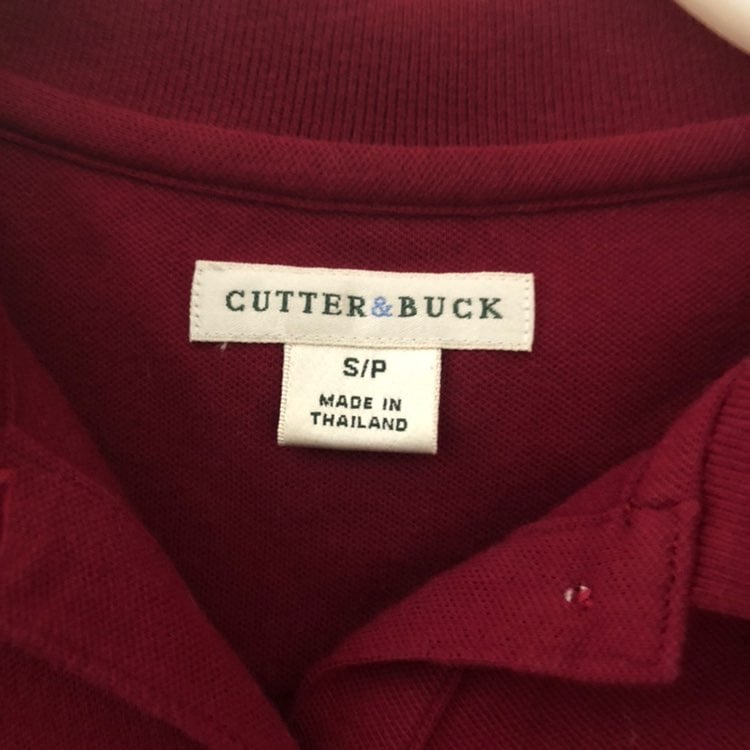 CUTTER&BUCK
S/P
MADE IN
THAILAND